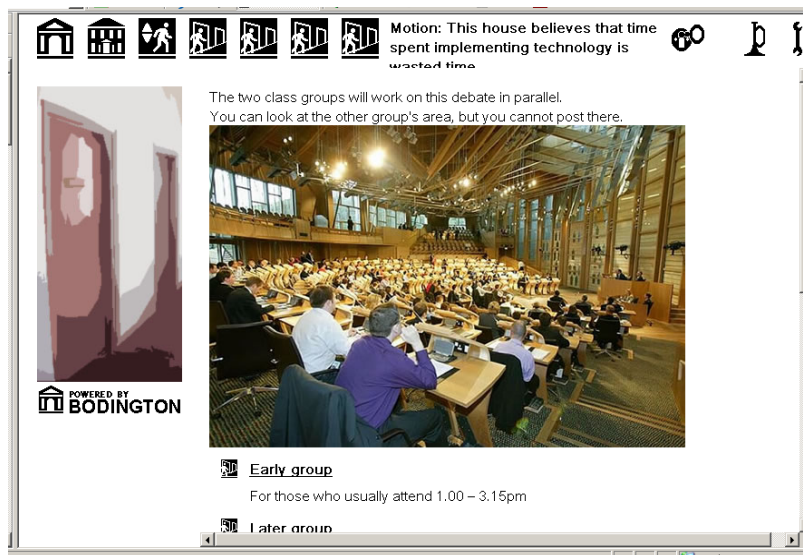 Motion: This house believes that time
spent implementing technology is
wasted time
The two class groups will work on this debate in parallel.
You can look at the other group's area, but you cannot post there.
POWERED BY
BODINGTON
Early group
For those who usually attend 1.00 – 3.15pm
Later group